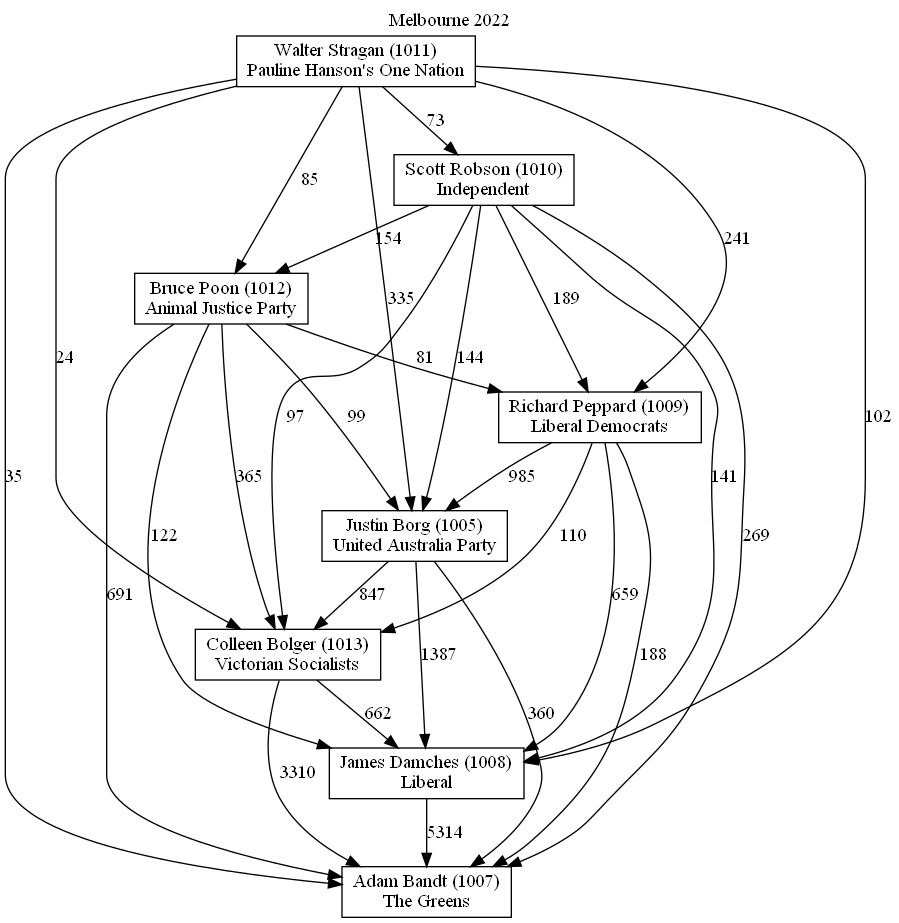 Melbourne 2022
Walter Stragan (1011)
Pauline Hanson's One Nation
73
Scott Robson (1010)
Independent
85
154
241
Bruce Poon (1012)
Animal Justice Party
335
189
24
81
144
97
99
Richard Peppard (1009)
Liberal Democrats
102
35
365
985
141
Justin Borg (1005)
United Australia Party
122
110
269
691
847
659
Colleen Bolger (1013)
Victorian Socialists
1387
188
662
360
James Damches (1008)
Liberal
3310
5314
Adam Bandt (1007)
The Greens